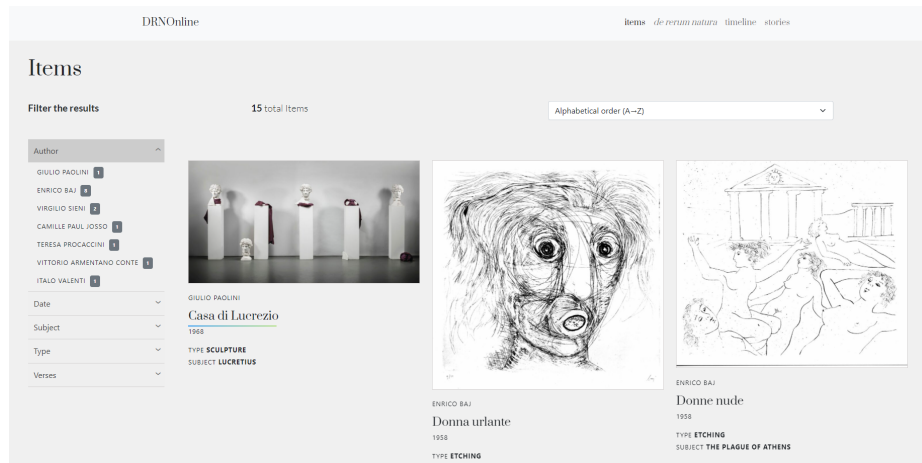 DRNOnline
items de rerum natura timeline stories
Items
Filter the results
15 total Items
Alphabetical order (A→Z)
Author
GIULIO PAOLINI 1
ENRICO BAJ 8
VIRGILIO SIENI 2
CAMILLE PAUL JOSSO 1
TERESA PROCACCINI 1
VITTORIO ARMENTANO CONTE 1
ITALO VALENTI 1
Date
Subject
Type
Verses
GIULIO PAOLINI
Casa di Lucrezio
1968
TYPE SCULPTURE
SUBJECT LUCRETIUS
ENRICO BAJ
Donna urlante
1958
TYPE ETCHING
ENRICO BAJ
Donne nude
1958
TYPE ETCHING
SUBJECT THE PLAGUE OF ATHENS